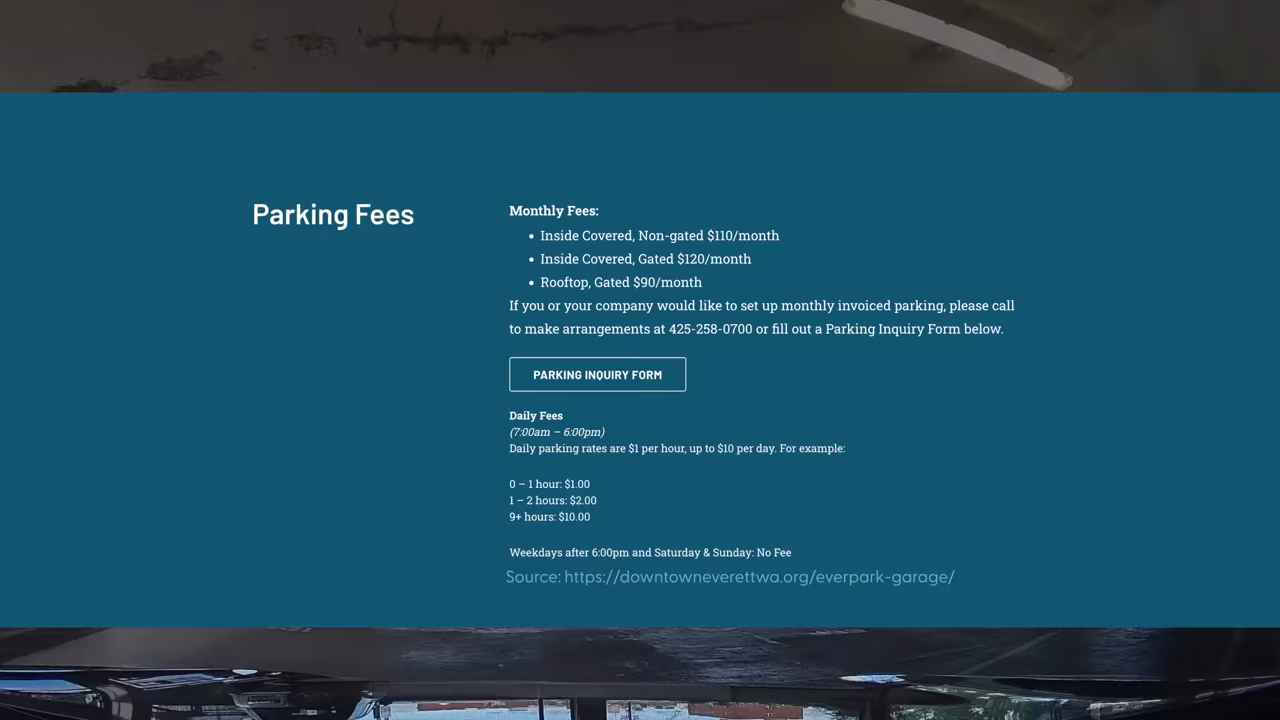 Parking Fees
Monthly Fees:
• Inside Covered, Non-gated $110/month
• Inside Covered, Gated $120/month
• Rooftop, Gated $90/month
If you or your company would like to set up monthly invoiced parking, please call
to make arrangements at 425-258-0700 or fill out a Parking Inquiry Form below.
PARKING INQUIRY FORM
Daily Fees
(7:00am – 6:00pm)
Daily parking rates are $1 per hour, up to $10 per day. For example:
0 – 1 hour: $1.00
1 – 2 hours: $2.00
9+ hours: $10.00
Weekdays after 6:00pm and Saturday & Sunday: No Fee
Source: https://downtowneverettwa.org/everpark-garage/